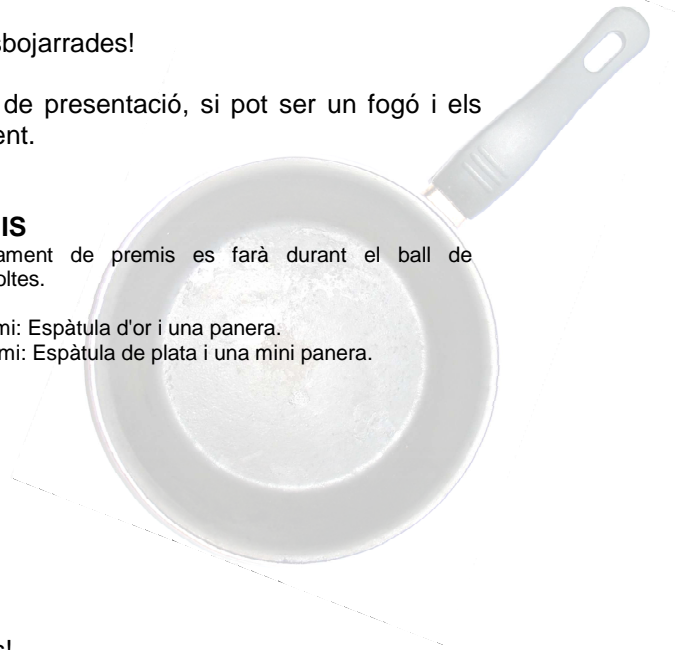 sbojarrades!
de presentació, si pot ser un fogó i els
ent.
IS
ament de premis es farà durant el ball de
oltes.
mi: Espàtula d'or i una panera.
mi: Espàtula de plata i una mini panera.
s!